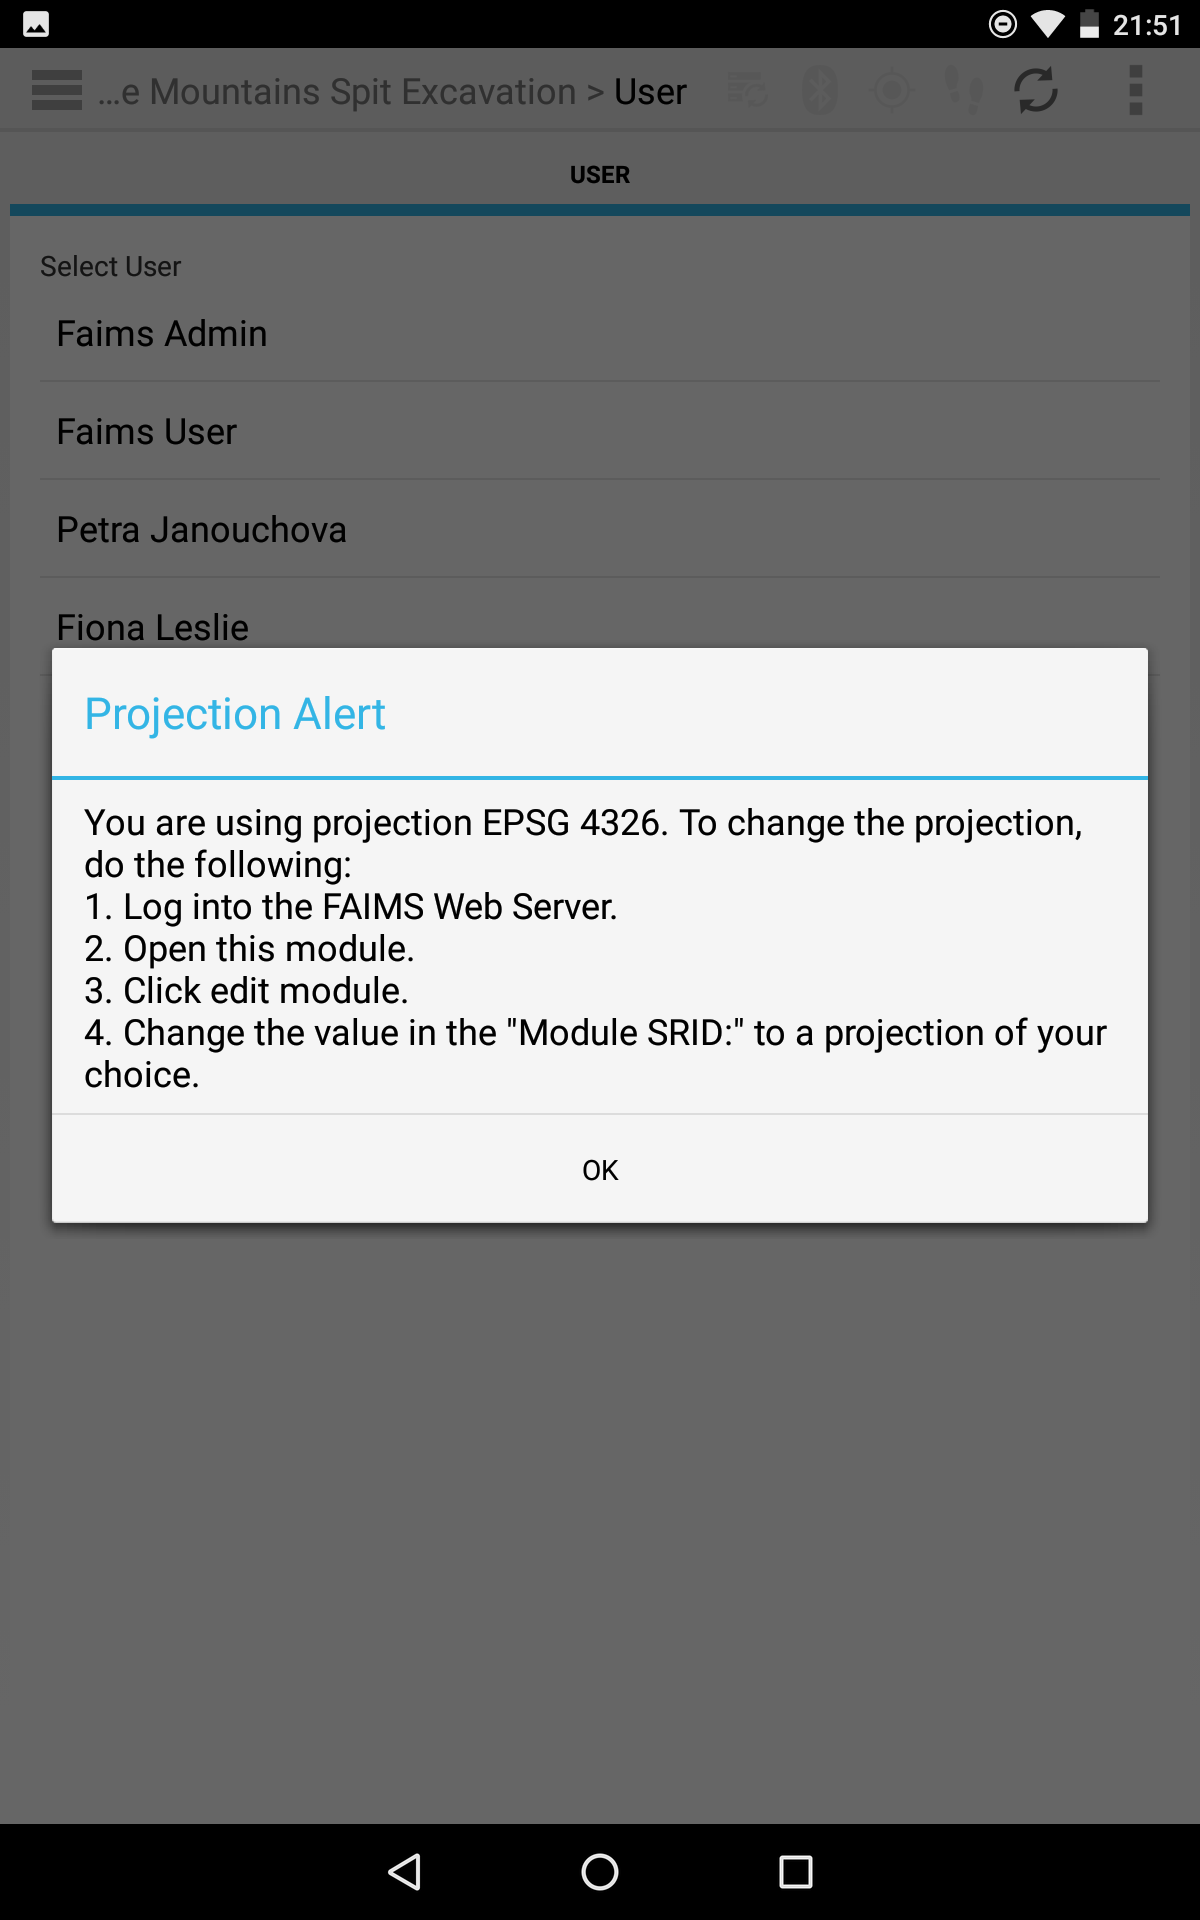 21:51
...e Mountains Spit Excavation > User
USER
Select User
Faims Admin
Faims User
Petra Janouchova
Fiona Leslie
Projection Alert
You are using projection EPSG 4326. To change the projection,
do the following:
1. Log into the FAIMS Web Server.
2. Open this module.
3. Click edit module.
4. Change the value in the "Module SRID:" to a projection of your
choice.
OK